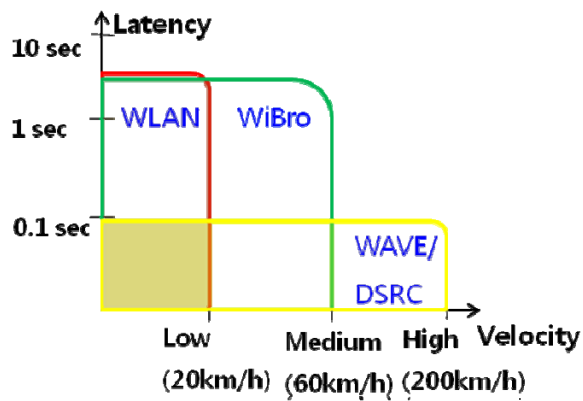 Latency
10 sec
WLAN WiBro
1 sec
0.1 sec
WAVE/
DSRC
Low Medium High Velocity
(20km/h) (60km/h) (200km/h)